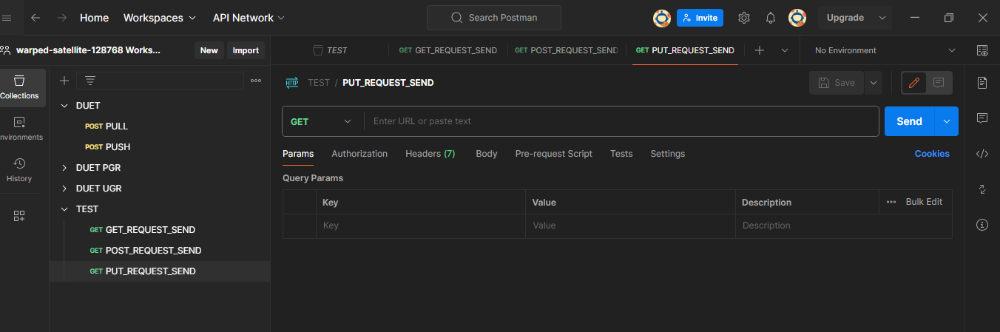 Home Workspaces API Network Search Postman Invite Upgrade
warped-satellite-128768 Works... New Import TEST GET GET_REQUEST_SEND GET POST_REQUEST_SEND GET PUT_REQUEST_SEND No Environment
Collections
nvironments
History
DUET
POST PULL
POST PUSH
DUET PGR
DUET UGR
TEST
GET GET_REQUEST_SEND
GET POST_REQUEST_SEND
GET PUT_REQUEST_SEND
HTTP TEST / PUT_REQUEST_SEND Save
GET Enter URL or paste text Send
Params Authorization Headers (7) Body Pre-request Script Tests Settings Cookies
Query Params
Key Value Description Bulk Edit
Key Value Description